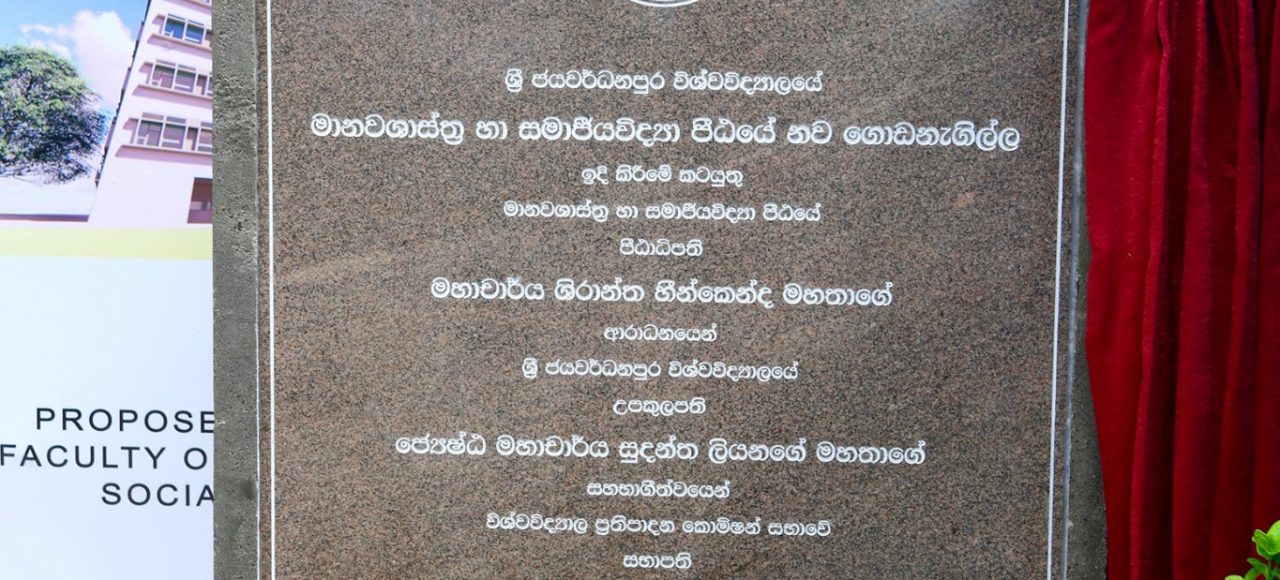 ශ්‍රී ජයවර්ධනපුර විශ්වවිද්‍යාලයේ
මානවශාස්ත්‍ර හා සමාජීයවිද්‍යා පීඨයේ නව ගොඩනැගිල්ල
ඉදි කිරීමේ කටයුතු
මානවශාස්ත්‍ර හා සමාජීයවිද්‍යා පීඨයේ
පීඨාධිපති
මහාචාර්ය ශිරාන්ත හීන්කෙන්ද මහතාගේ
ආරාධනයෙන්
ශ්‍රී ජයවර්ධනපුර විශ්වවිද්‍යාලයේ
උපකුලපති
ජ්‍යෙෂ්ඨ මහාචාර්ය සුදන්ත ලියනගේ මහතාගේ
සහභාගීත්වයෙන්
විශ්වවිද්‍යාල ප්‍රතිපාදන කොමිෂන් සභාවේ
සභාපති
PROPOSE
FACULTY O
SOCIA